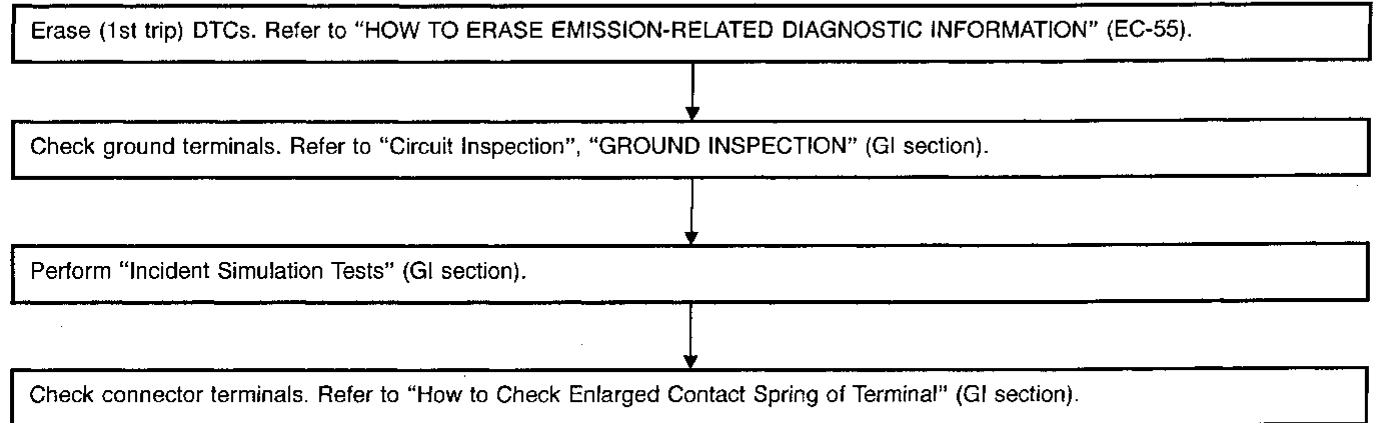 Erase (1st trip) DTCs. Refer to “HOW TO ERASE EMISSION-RELATED DIAGNOSTIC INFORMATION” (EC-55).
Check ground terminals. Refer to “Circuit Inspection”, “GROUND INSPECTION” (GI section).
Perform “Incident Simulation Tests” (GI section).
Check connector terminals. Refer to “How to Check Enlarged Contact Spring of Terminal” (GI section).